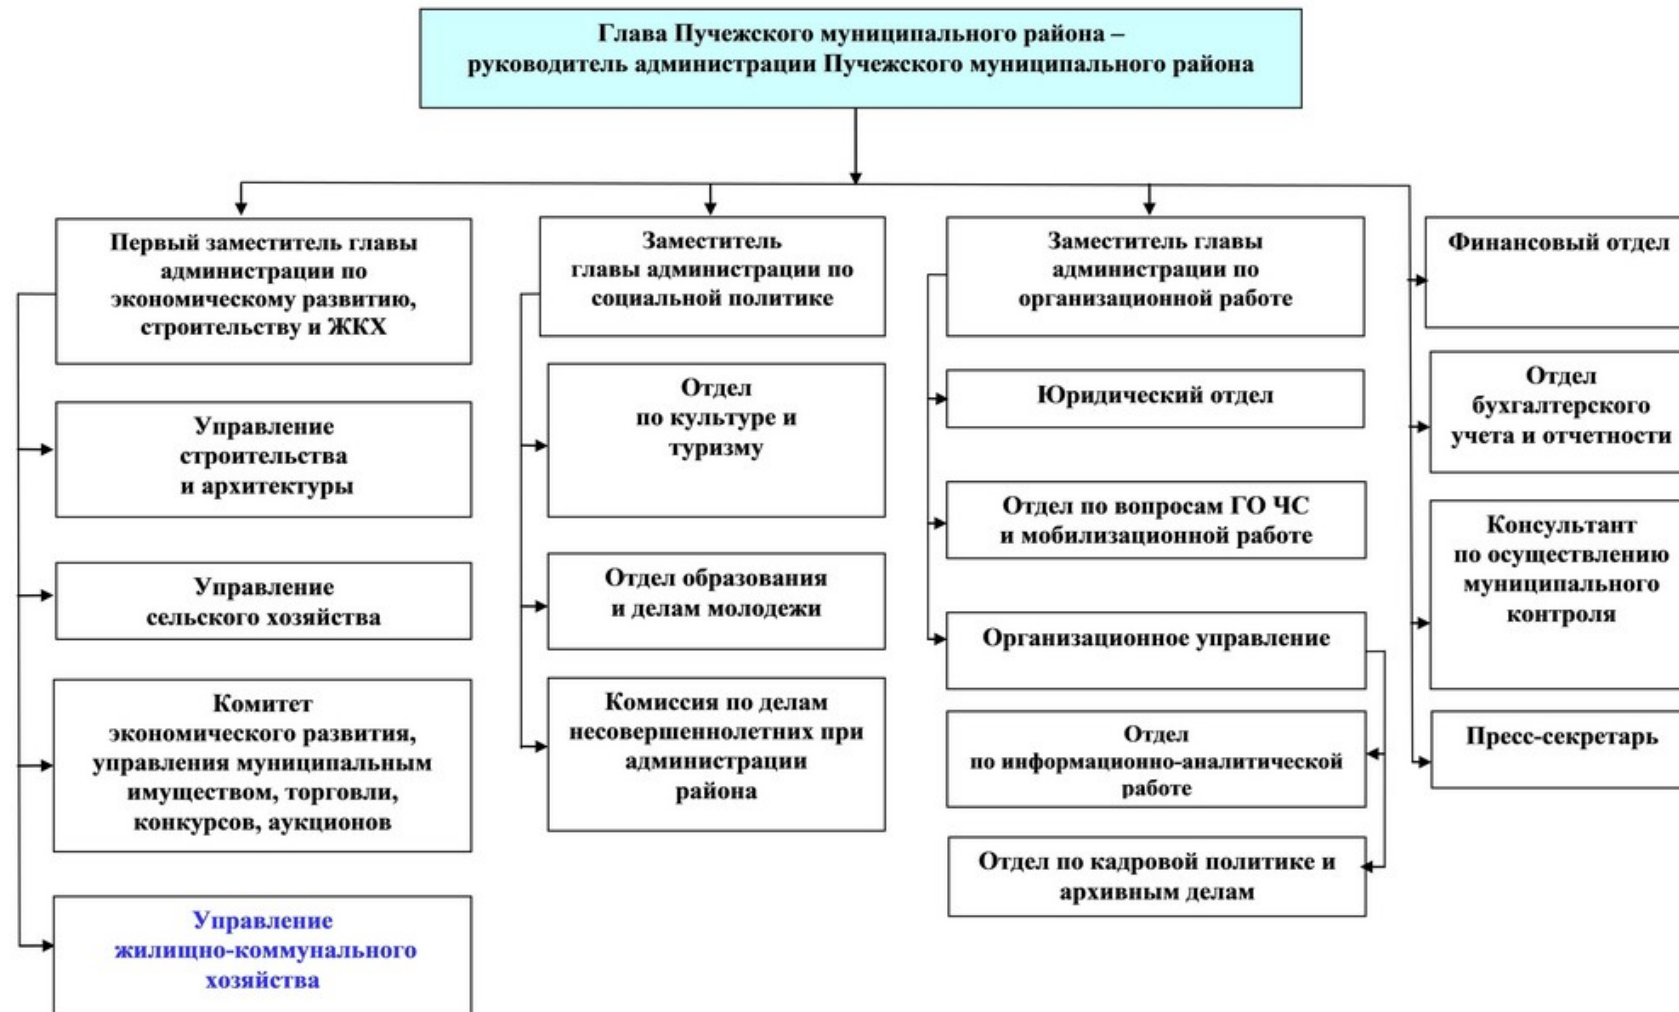 Глава Пучежского муниципального района –
руководитель администрации Пучежского муниципального района
Первый заместитель главы
администрации по
экономическому развитию,
строительству и ЖКХ
Управление
строительства
и архитектуры
Управление
сельского хозяйства
Комитет
экономического развития,
управления муниципальным
имуществом, торговли,
конкурсов, аукционов
Управление
жилищно-коммунального
хозяйства
Заместитель
главы администрации по
социальной политике
Отдел
по культуре и
туризму
Отдел образования
и делам молодежи
Комиссия по делам
несовершеннолетних при
администрации
района
Заместитель главы
администрации по
организационной работе
Юридический отдел
Отдел по вопросам ГО ЧС
и мобилизационной работе
Организационное управление
Отдел
по информационно-аналитической
работе
Отдел по кадровой политике и
архивным делам
Финансовый отдел
Отдел
бухгалтерского
учета и отчетности
Консультант
по осуществлению
муниципального
контроля
Пресс-секретарь